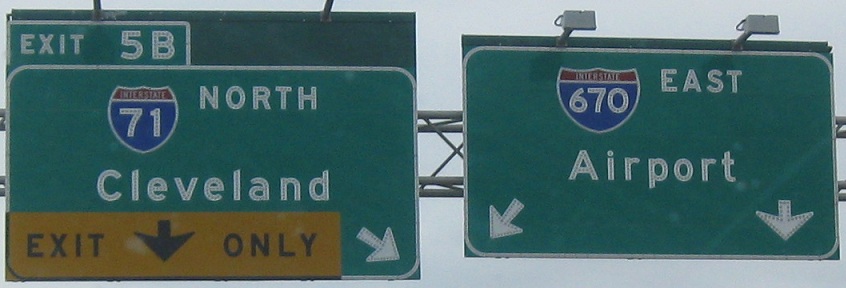 EXIT 5B
INTERSTATE
71 NORTH
Cleveland
EXIT ONLY
INTERSTATE
670 EAST
Airport